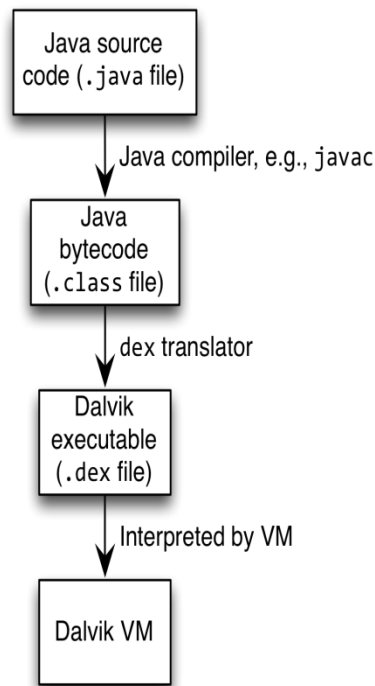 Java source
code (.java file)
Java compiler, e.g., javac
Java
bytecode
(.class file)
dex translator
Dalvik
executable
(.dex file)
Interpreted by VM
Dalvik VM